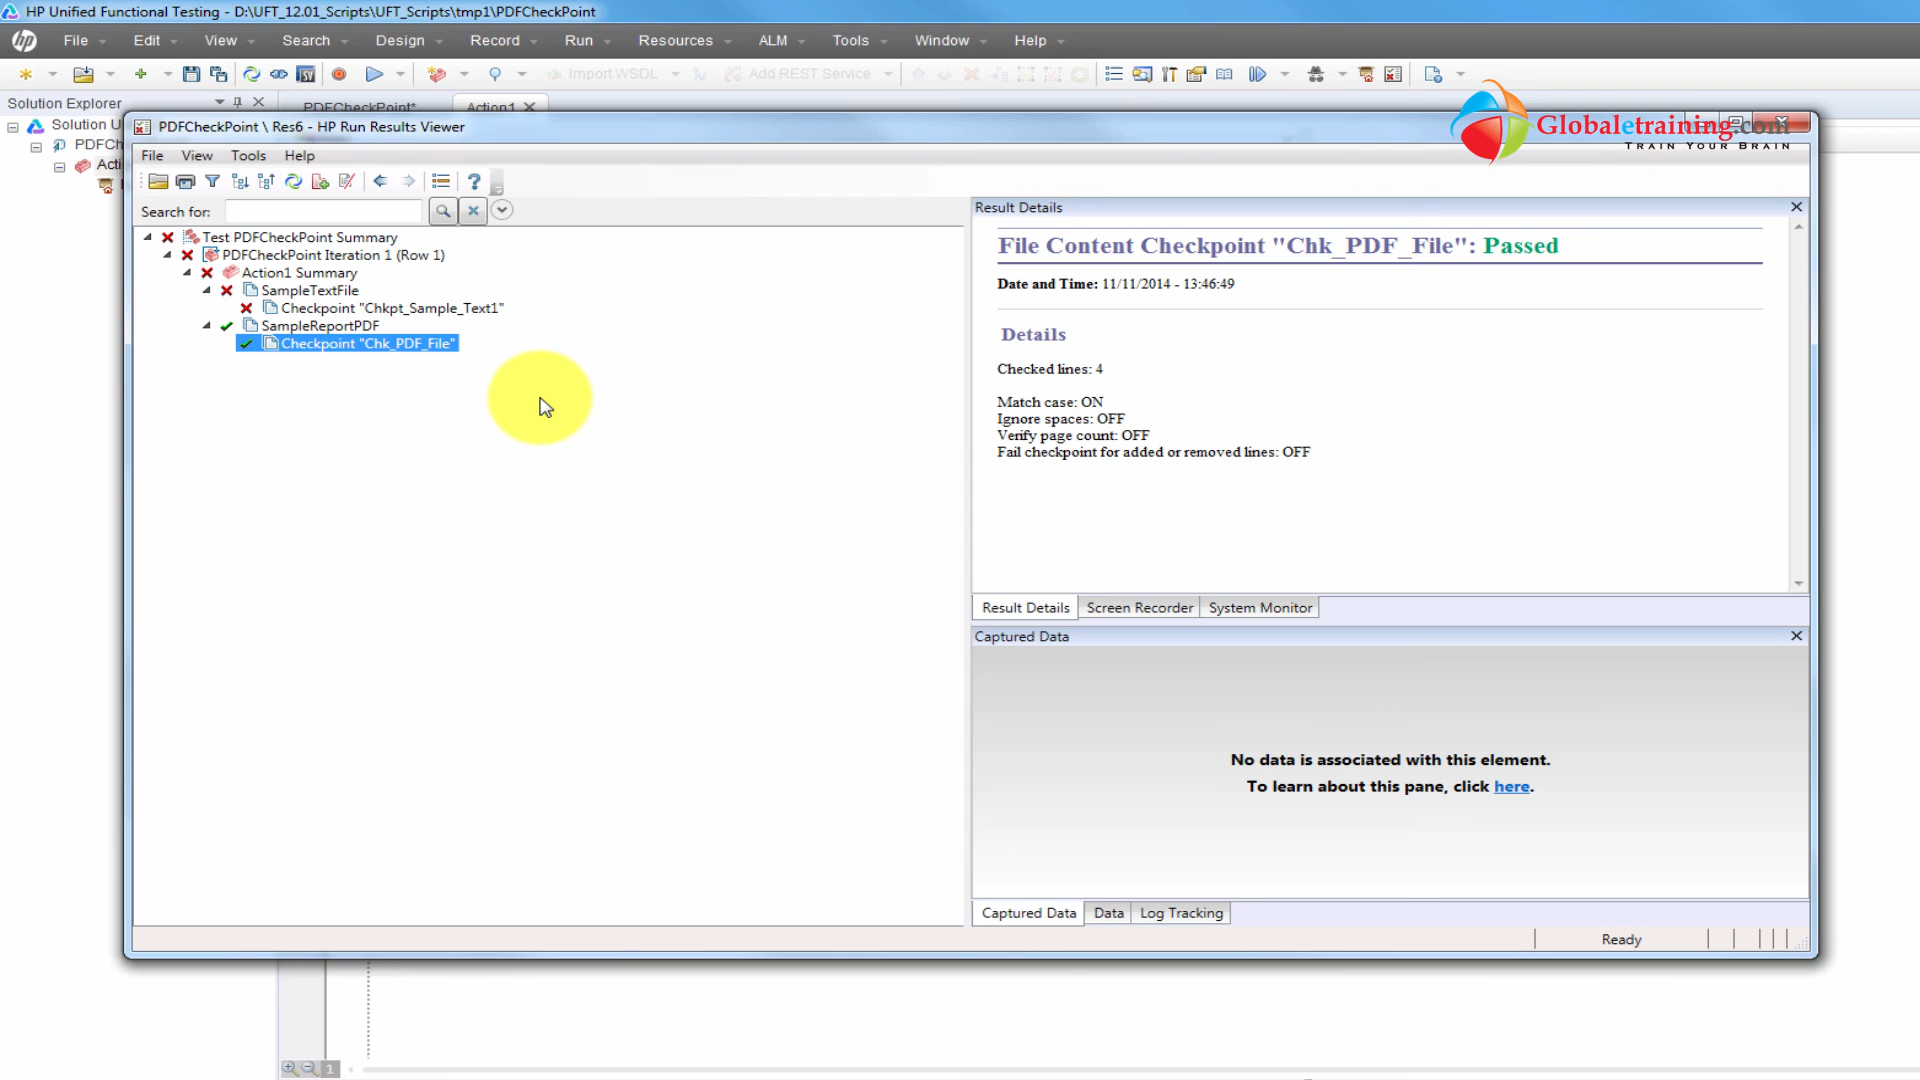 HP Unified Functional Testing - D:\UFT_12.01_Scripts\UFT_Scripts\tmp1\PDFCheckPoint
File Edit View Search Design Record Run Resources ALM Tools Window Help
Import WSDL Add REST Service
Solution Explorer
PDFCheckPoint* Action1
Solution U
PDFCh
Acti
Globaletraining.com
TRAIN YOUR BRAIN
PDFCheckPoint \ Res6 - HP Run Results Viewer
File View Tools Help
Search for:
Test PDFCheckPoint Summary
PDFCheckPoint Iteration 1 (Row 1)
Action1 Summary
SampleTextFile
Checkpoint "Chkpt_Sample_Text1"
SampleReportPDF
Checkpoint "Chk_PDF_File"
Result Details
File Content Checkpoint "Chk_PDF_File": Passed
Date and Time: 11/11/2014 - 13:46:49
Details
Checked lines: 4
Match case: ON
Ignore spaces: OFF
Verify page count: OFF
Fail checkpoint for added or removed lines: OFF
Result Details Screen Recorder System Monitor
Captured Data
No data is associated with this element.
To learn about this pane, click here.
Captured Data Data Log Tracking
Ready
1